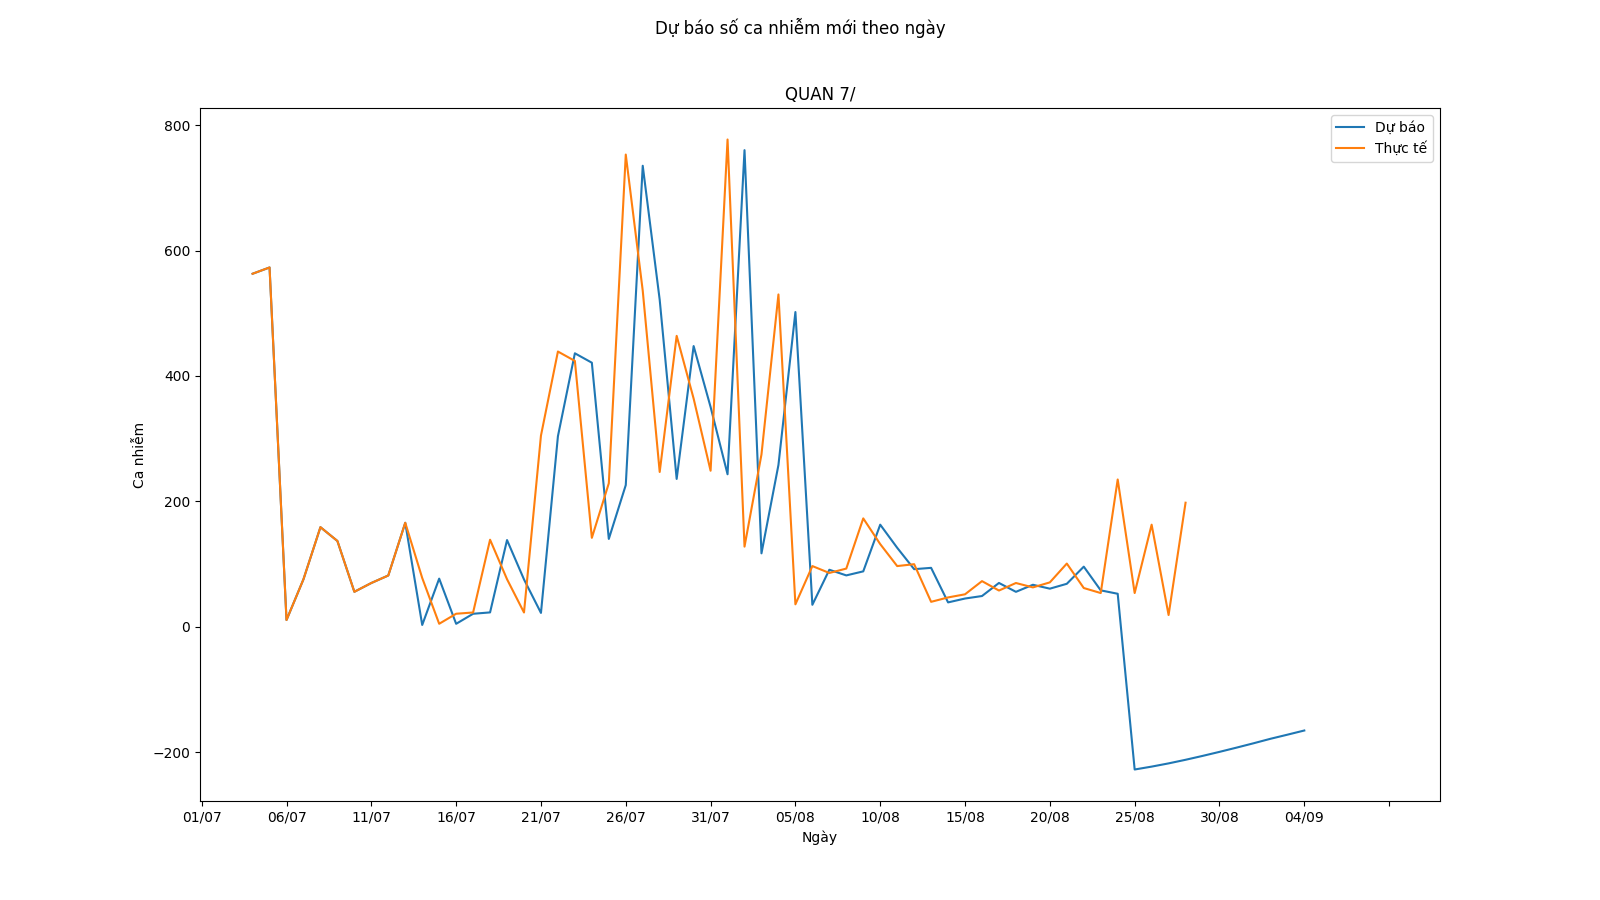 Dự báo số ca nhiễm mới theo ngày
QUAN 7/
Dự báo
Thực tế
800
600
400
200
0
−200
Ca nhiễm
01/07 06/07 11/07 16/07 21/07 26/07 31/07 05/08 10/08 15/08 20/08 25/08 30/08 04/09
Ngày